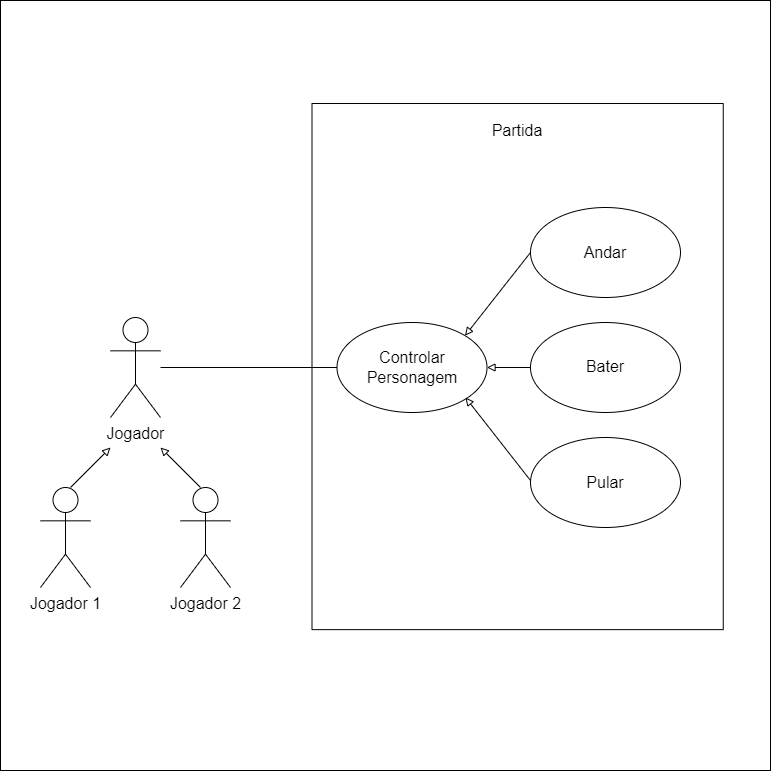 Partida
Andar
Controlar
Personagem
Bater
Jogador
Pular
Jogador 1
Jogador 2